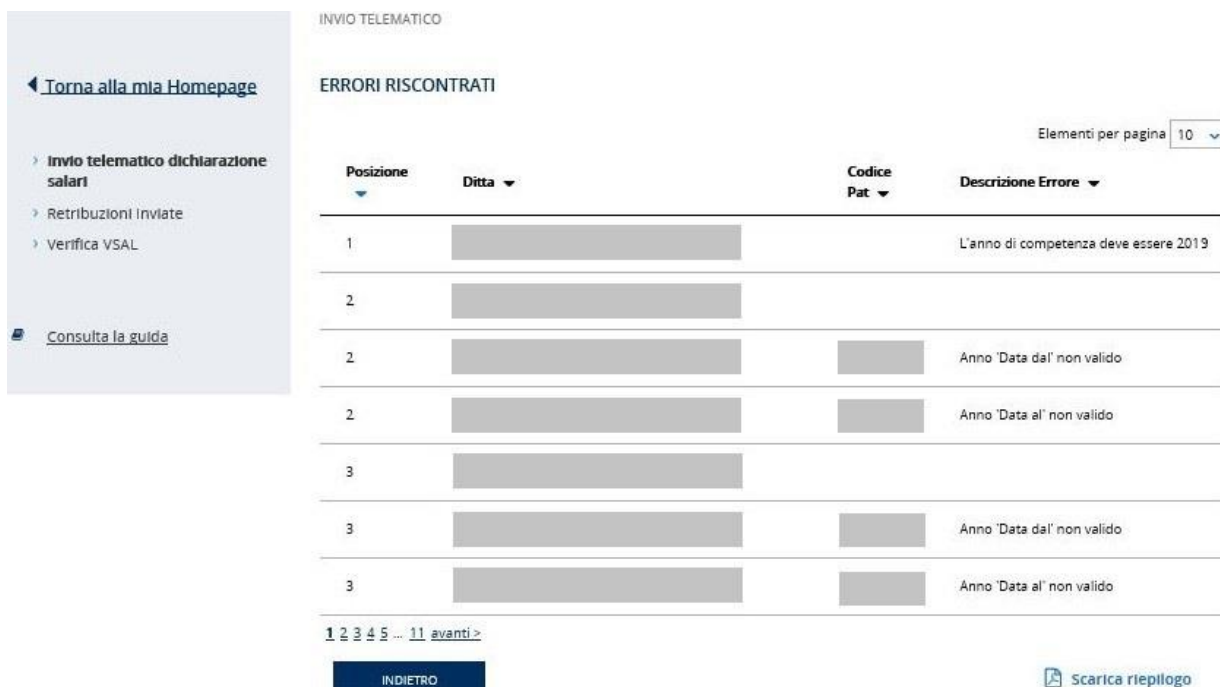 INVIO TELEMATICO
Torna alla mia Homepage
Invio telematico dichiarazione
salari
Retribuzioni Inviate
Verifica VSAL
Consulta la guida
ERRORI RISCONTRATI
Elementi per pagina 10
Posizione Ditta Codice Pat Descrizione Errore
1 L'anno di competenza deve essere 2019
2
2 Anno 'Data dal' non valido
2 Anno 'Data al' non valido
3
3 Anno 'Data dal' non valido
3 Anno 'Data al' non valido
1 2 3 4 5 ... 11 avanti >
INDIETRO
Scarica riepilogo